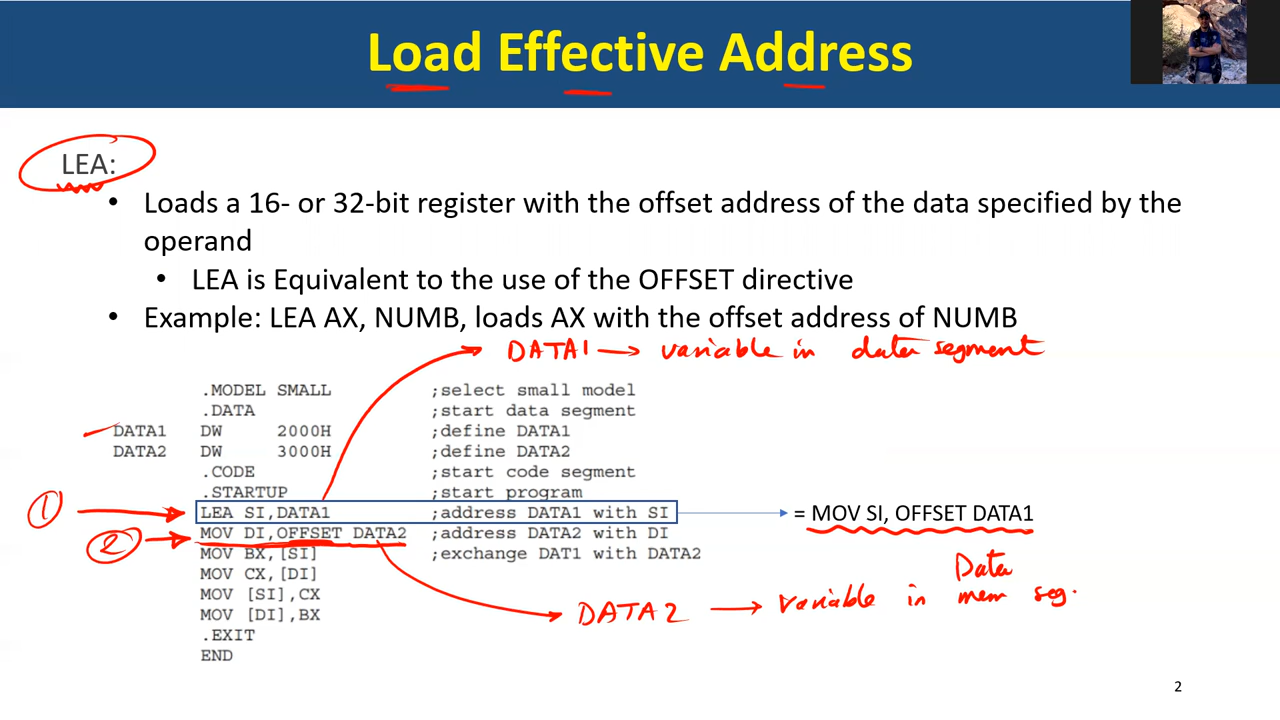 Load Effective Address
LEA:
• Loads a 16- or 32-bit register with the offset address of the data specified by the
operand
• LEA is Equivalent to the use of the OFFSET directive
• Example: LEA AX, NUMB, loads AX with the offset address of NUMB
DATA1 → variable in data segment
.MODEL SMALL ;select small model
.DATA ;start data segment
DATA1 DW 2000H ;define DATA1
DATA2 DW 3000H ;define DATA2
.CODE ;start code segment
.STARTUP ;start program
1 LEA SI,DATA1 ;address DATA1 with SI = MOV SI, OFFSET DATA1
2 MOV DI,OFFSET DATA2 ;address DATA2 with DI
MOV BX,[SI] ;exchange DAT1 with DATA2
MOV CX,[DI]
MOV [SI],CX
MOV [DI],BX
.EXIT
END
Data
DATA2 → variable in mem seg.
2